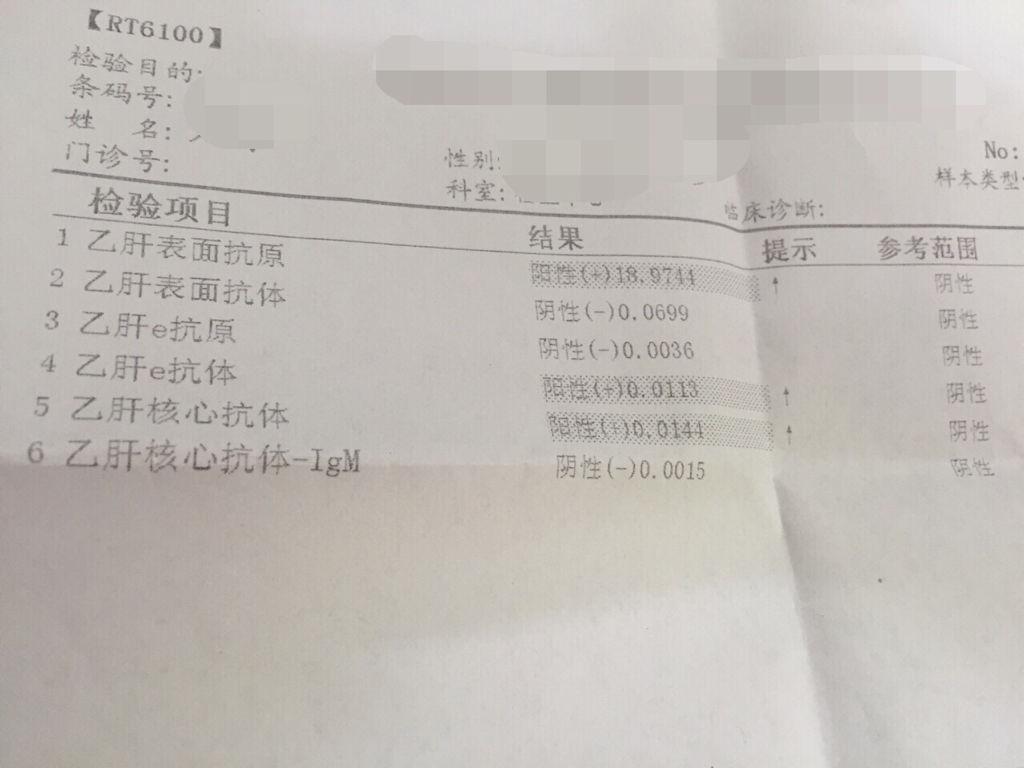 【RT6100】
检验目的:
条码号:
姓 名:
门诊号:
性别:
科室:
No:
样本类型:
临床诊断:
检验项目 结果 提示 参考范围
1 乙肝表面抗原 阳性(+)18.9744 ↑ 阴性
2 乙肝表面抗体 阴性(-)0.0699 阴性
3 乙肝e抗原 阴性(-)0.0036 阴性
4 乙肝e抗体 阳性(+)0.0113 ↑ 阴性
5 乙肝核心抗体 阳性(+)0.0144 ↑ 阴性
6 乙肝核心抗体-IgM 阴性(-)0.0015 阴性